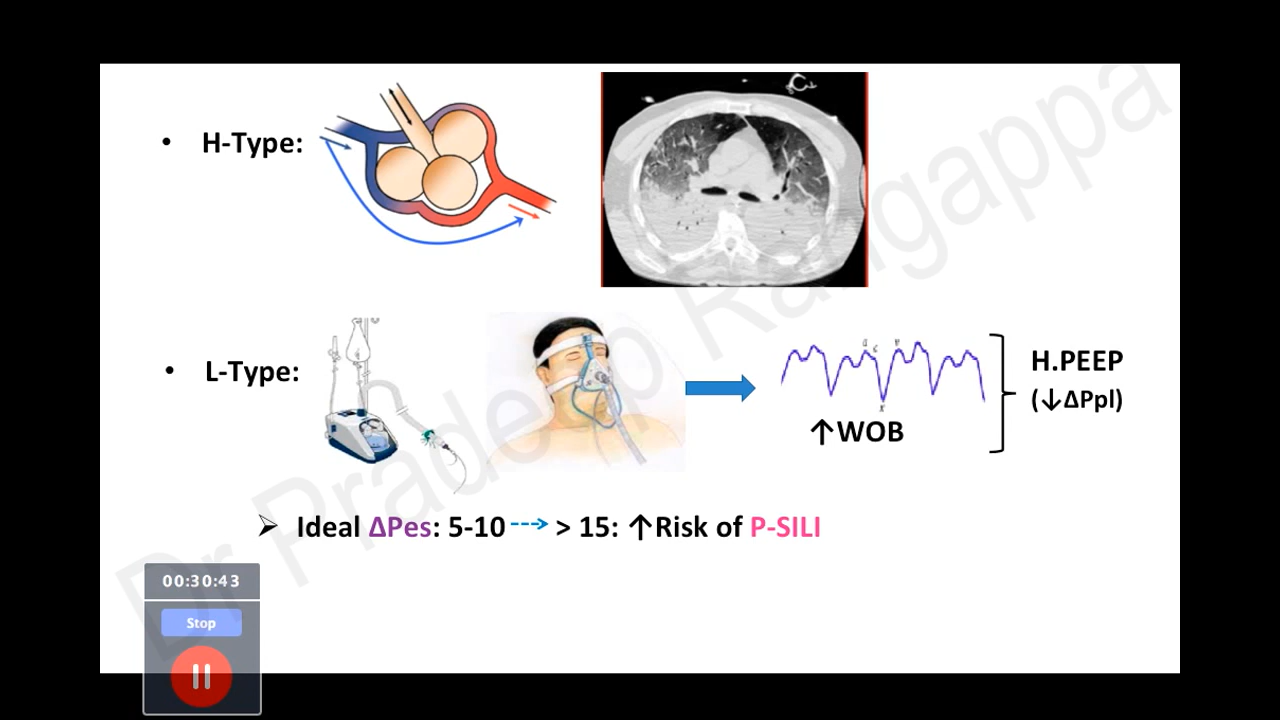 • H-Type:
• L-Type:
a c v
x
↑WOB
H.PEEP
(↓ΔPpl)
➢ Ideal ΔPes: 5-10 ⇢ > 15: ↑Risk of P-SILI
Dr Pradeep Rangappa
00:30:43
Stop